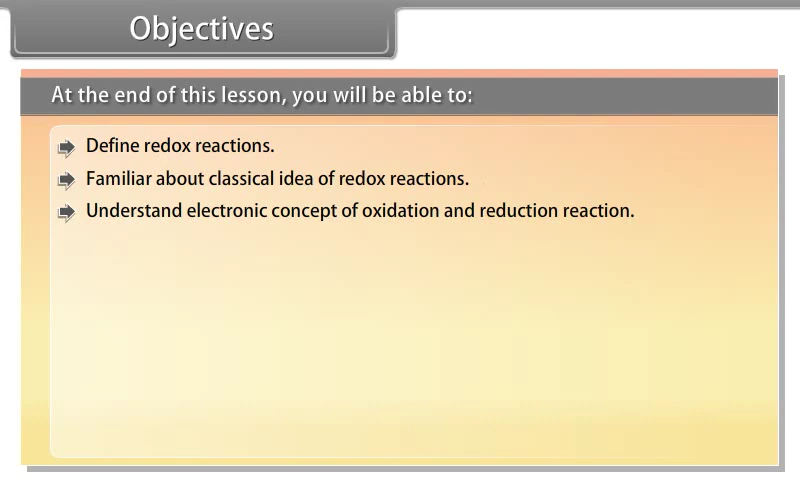 Objectives
At the end of this lesson, you will be able to:
Define redox reactions.
Familiar about classical idea of redox reactions.
Understand electronic concept of oxidation and reduction reaction.